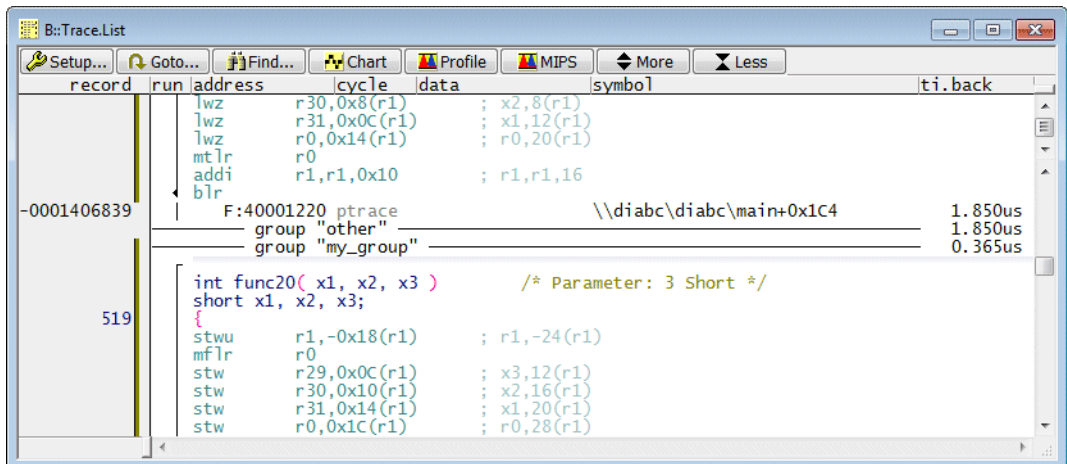 B::Trace.List
Setup... Goto... Find... Chart Profile MIPS More Less
record run address cycle data symbol ti.back
lwz r30,0x8(r1) ; x2,8(r1)
lwz r31,0x0C(r1) ; x1,12(r1)
lwz r0,0x14(r1) ; r0,20(r1)
mtlr r0
addi r1,r1,0x10 ; r1,r1,16
blr
-0001406839 F:40001220 ptrace \\diabc\diabc\main+0x1C4 1.850us
group "other" 1.850us
group "my_group" 0.365us
int func20( x1, x2, x3 ) /* Parameter: 3 Short */
short x1, x2, x3;
519 {
stwu r1,-0x18(r1) ; r1,-24(r1)
mflr r0
stw r29,0x0C(r1) ; x3,12(r1)
stw r30,0x10(r1) ; x2,16(r1)
stw r31,0x14(r1) ; x1,20(r1)
stw r0,0x1C(r1) ; r0,28(r1)